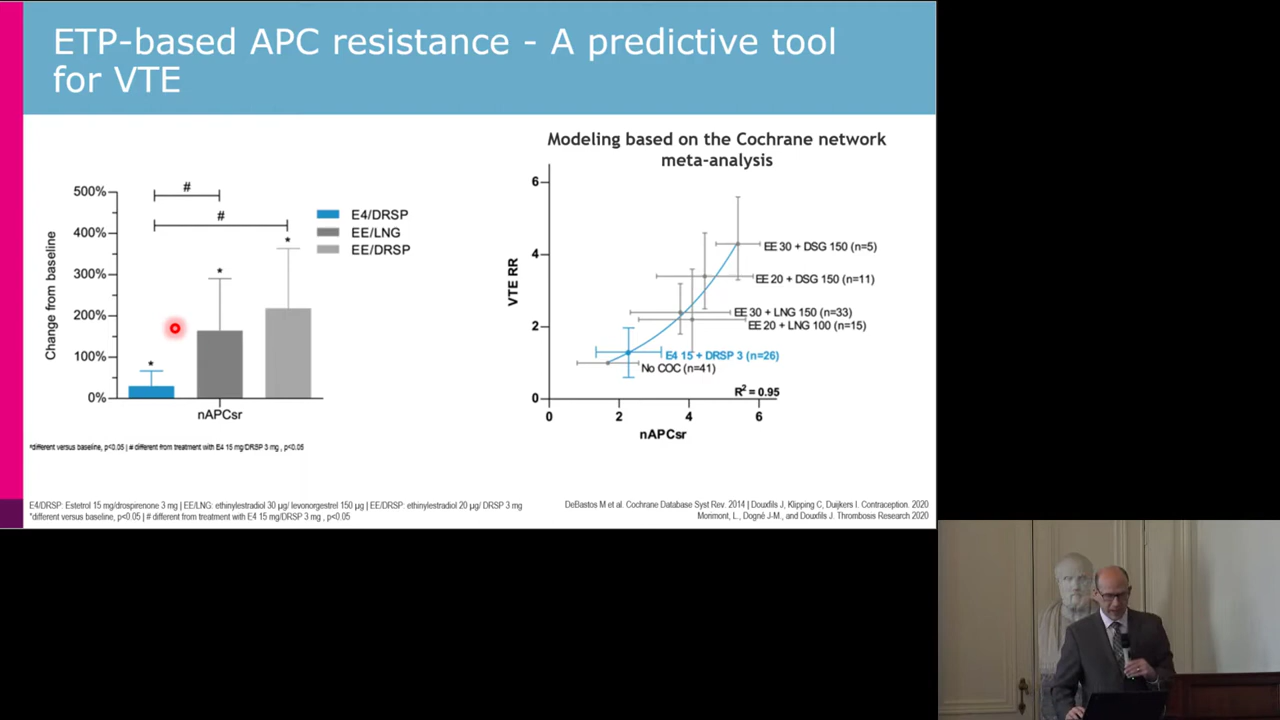 ETP-based APC resistance - A predictive tool
for VTE
500%
400%
300%
200%
100%
0%
Change from baseline
#
#
*
*
*
nAPCsr
E4/DRSP
EE/LNG
EE/DRSP
*different versus baseline, p<0.05 | # different from treatment with E4 15 mg/DRSP 3 mg , p<0.05
Modeling based on the Cochrane network
meta-analysis
6
4
2
0
VTE RR
EE 30 + DSG 150 (n=5)
EE 20 + DSG 150 (n=11)
EE 30 + LNG 150 (n=33)
EE 20 + LNG 100 (n=15)
E4 15 + DRSP 3 (n=26)
No COC (n=41)
R2 = 0.95
0 2 4 6
nAPCsr
E4/DRSP: Estetrol 15 mg/drospirenone 3 mg | EE/LNG: ethinylestradiol 30 µg/ levonorgestrel 150 µg | EE/DRSP: ethinylestradiol 20 µg/ DRSP 3 mg
*different versus baseline, p<0.05 | # different from treatment with E4 15 mg/DRSP 3 mg , p<0.05
DeBastos M et al. Cochrane Database Syst Rev. 2014 | Douxfils J, Klipping C, Duijkers I. Contraception. 2020
Morimont, L., Dogné J-M., and Douxfils J. Thrombosis Research 2020